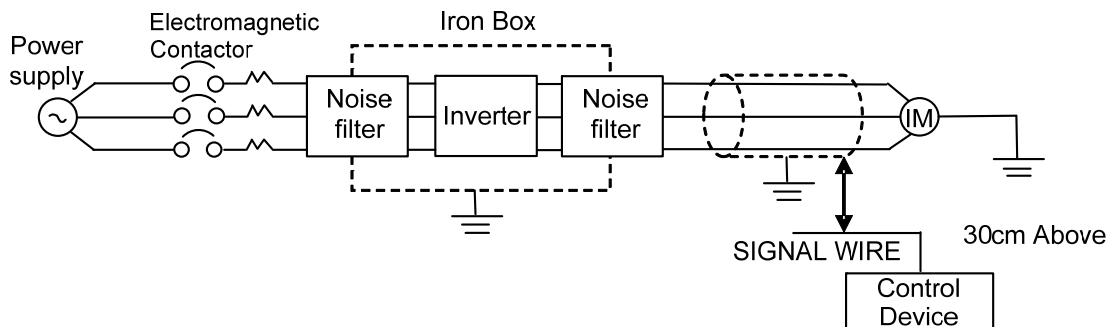 Iron Box
Electromagnetic
Contactor
Power
supply
~
Noise
filter
Inverter
Noise
filter
IM
30cm Above
SIGNAL WIRE
Control
Device